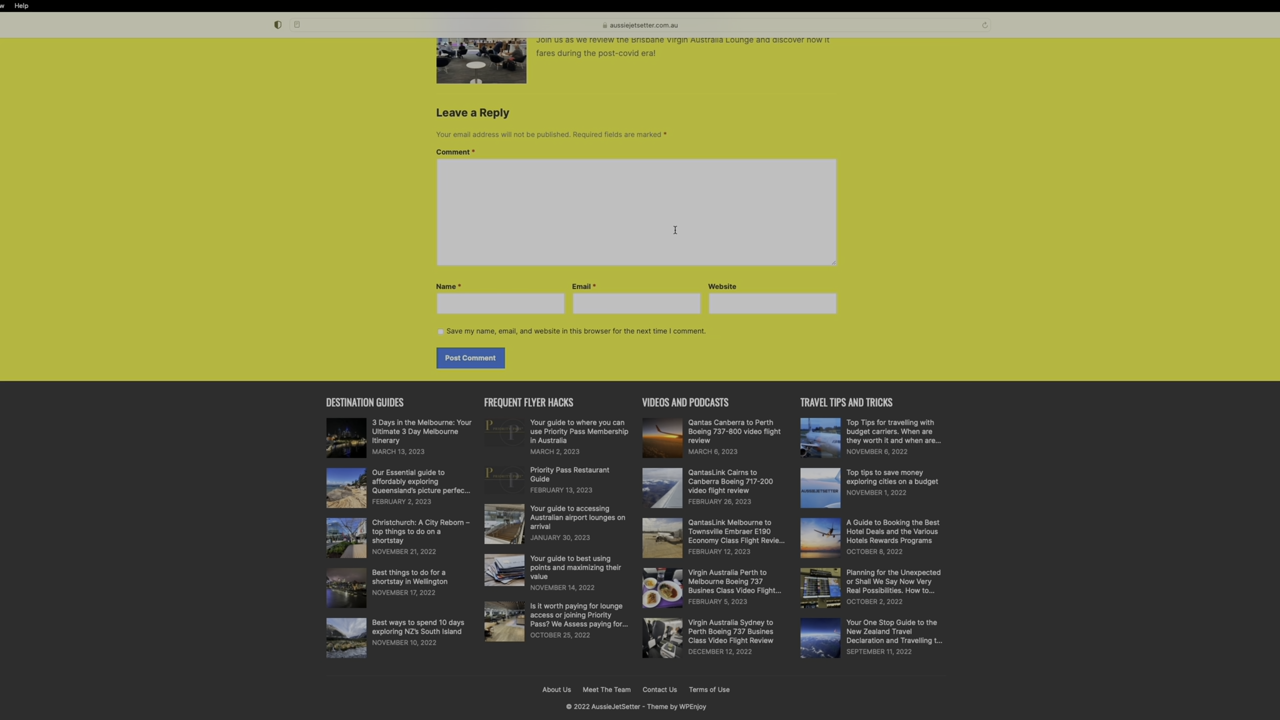 Help
aussiejetsetter.com.au
Join us as we review the Brisbane Virgin Australia Lounge and discover how it
fares during the post-covid era!
Leave a Reply
Your email address will not be published. Required fields are marked *
Comment *
Name *
Email *
Website
Save my name, email, and website in this browser for the next time I comment.
Post Comment
DESTINATION GUIDES
3 Days in the Melbourne: Your
Ultimate 3 Day Melbourne
Itinerary
MARCH 13, 2023
Our Essential guide to
affordably exploring
Queensland's picture perfec...
FEBRUARY 2, 2023
Christchurch: A City Reborn –
top things to do on a
shortstay
NOVEMBER 21, 2022
Best things to do for a
shortstay in Wellington
NOVEMBER 17, 2022
Best ways to spend 10 days
exploring NZ's South Island
NOVEMBER 10, 2022
FREQUENT FLYER HACKS
Your guide to where you can
use Priority Pass Membership
in Australia
MARCH 2, 2023
Priority Pass Restaurant
Guide
FEBRUARY 13, 2023
Your guide to accessing
Australian airport lounges on
arrival
JANUARY 30, 2023
Your guide to best using
points and maximizing their
value
NOVEMBER 14, 2022
Is it worth paying for lounge
access or joining Priority
Pass? We Assess paying for...
OCTOBER 25, 2022
VIDEOS AND PODCASTS
Qantas Canberra to Perth
Boeing 737-800 video flight
review
MARCH 6, 2023
QantasLink Cairns to
Canberra Boeing 717-200
video flight review
FEBRUARY 26, 2023
QantasLink Melbourne to
Townsville Embraer E190
Economy Class Flight Revie...
FEBRUARY 12, 2023
Virgin Australia Perth to
Melbourne Boeing 737
Business Class Video Flight...
FEBRUARY 5, 2023
Virgin Australia Sydney to
Perth Boeing 737 Business
Class Video Flight Review
DECEMBER 12, 2022
TRAVEL TIPS AND TRICKS
Top Tips for travelling with
budget carriers. When are
they worth it and when are...
NOVEMBER 6, 2022
AUSSIEJETSETTER
Top tips to save money
exploring cities on a budget
NOVEMBER 1, 2022
A Guide to Booking the Best
Hotel Deals and the Various
Hotels Rewards Programs
OCTOBER 8, 2022
Planning for the Unexpected
or Shall We Say Now Very
Real Possibilities. How to...
OCTOBER 2, 2022
Your One Stop Guide to the
New Zealand Travel
Declaration and Travelling t...
SEPTEMBER 11, 2022
About Us
Meet The Team
Contact Us
Terms of Use
© 2022 AussieJetSetter - Theme by WPEnjoy